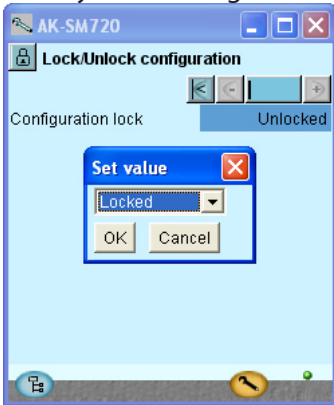 AK-SM720
Lock/Unlock configuration
Configuration lock Unlocked
Set value
Locked
OK Cancel